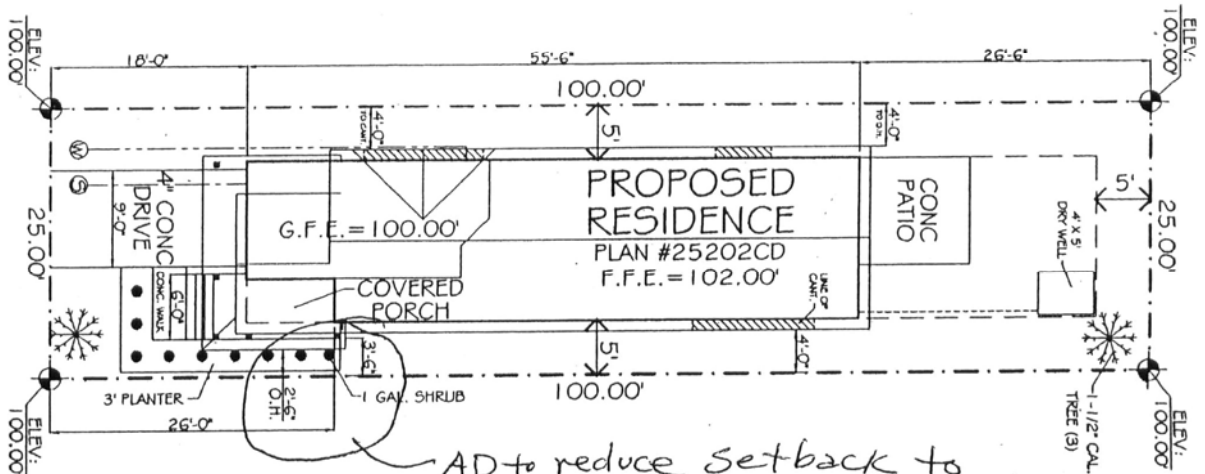 ELEV:
100.00'
ELEV:
100.00'
18'-0"
55'-6"
26'-6"
100.00'
4'-0"
TO CANT.
5'
4'-0"
TO O.H.
W
S
4" CONC
DRIVE
9'-0"
25.00'
G.F.E. = 100.00'
PROPOSED
RESIDENCE
PLAN #25202CD
F.F.E. = 102.00'
CONC
PATIO
5'
4' X 5'
DRY WELL
25.00'
LINE OF
CANT.
COVERED
PORCH
CONC. WALK
6'-0"
3'-6"
5'
4'-0"
100.00'
3' PLANTER
2'-6"
O.H.
1 GAL. SHRUB
1-1/2" CAL.
TREE (3)
26'-0"
ELEV:
100.00'
ELEV:
100.00'
AD to reduce setback to